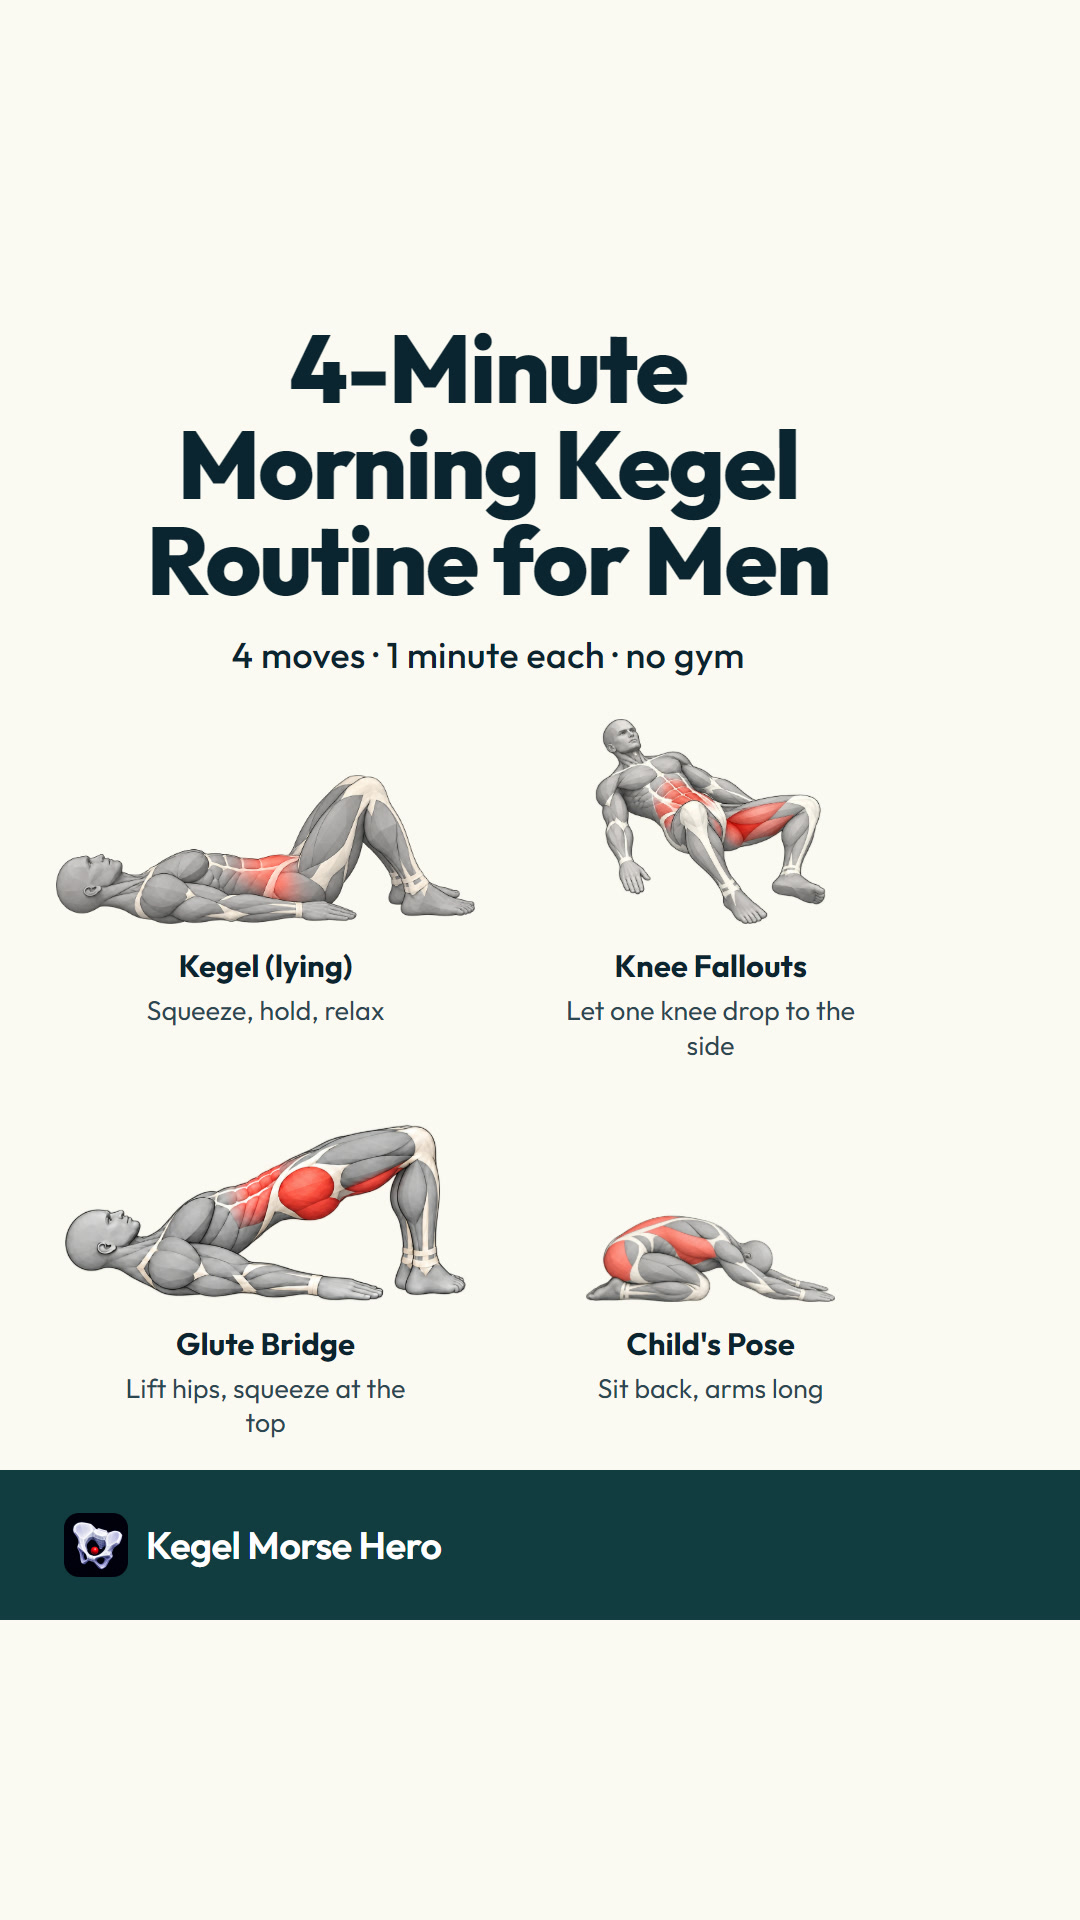 4-Minute
Morning Kegel
Routine for Men
4 moves · 1 minute each · no gym
Kegel (lying)
Squeeze, hold, relax
Knee Fallouts
Let one knee drop to the
side
Glute Bridge
Lift hips, squeeze at the
top
Child's Pose
Sit back, arms long
Kegel Morse Hero